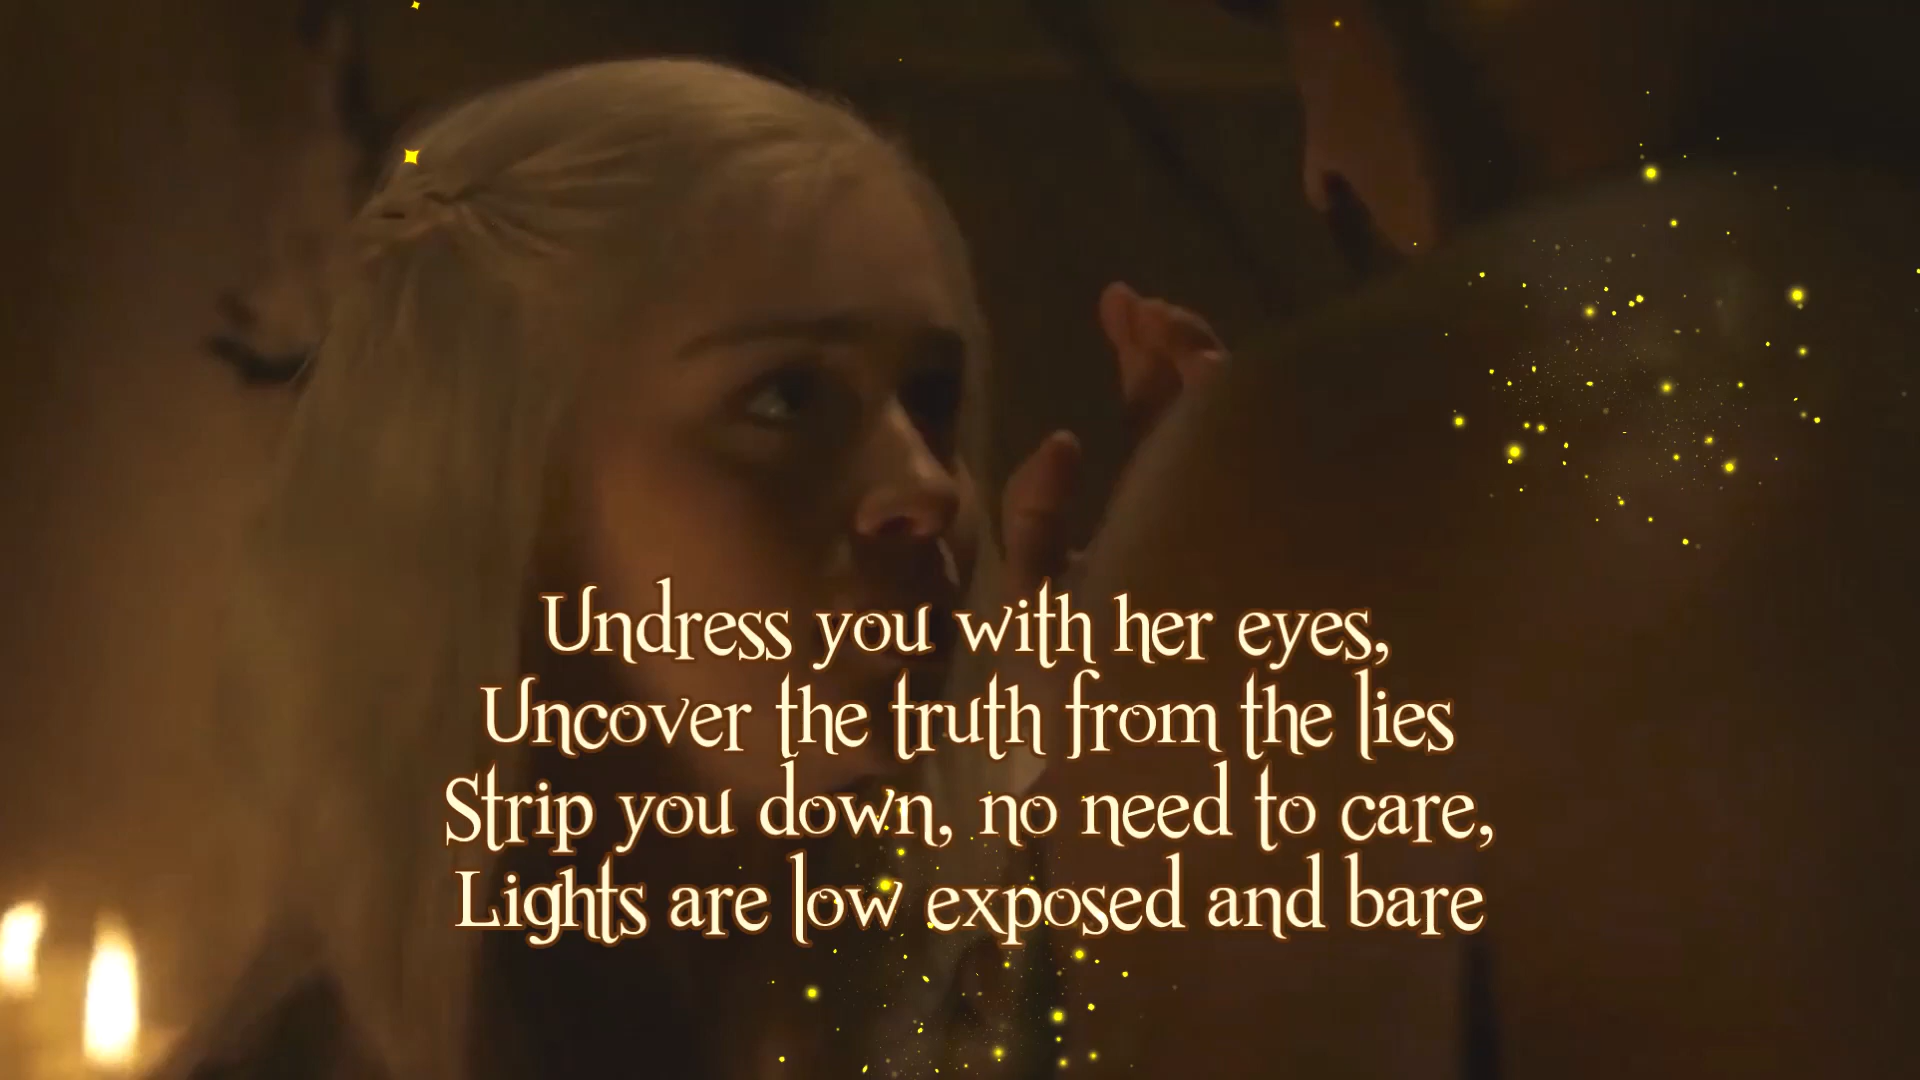 Undress you with her eyes,
Uncover the truth from the lies
Strip you down, no need to care,
Lights are low exposed and bare